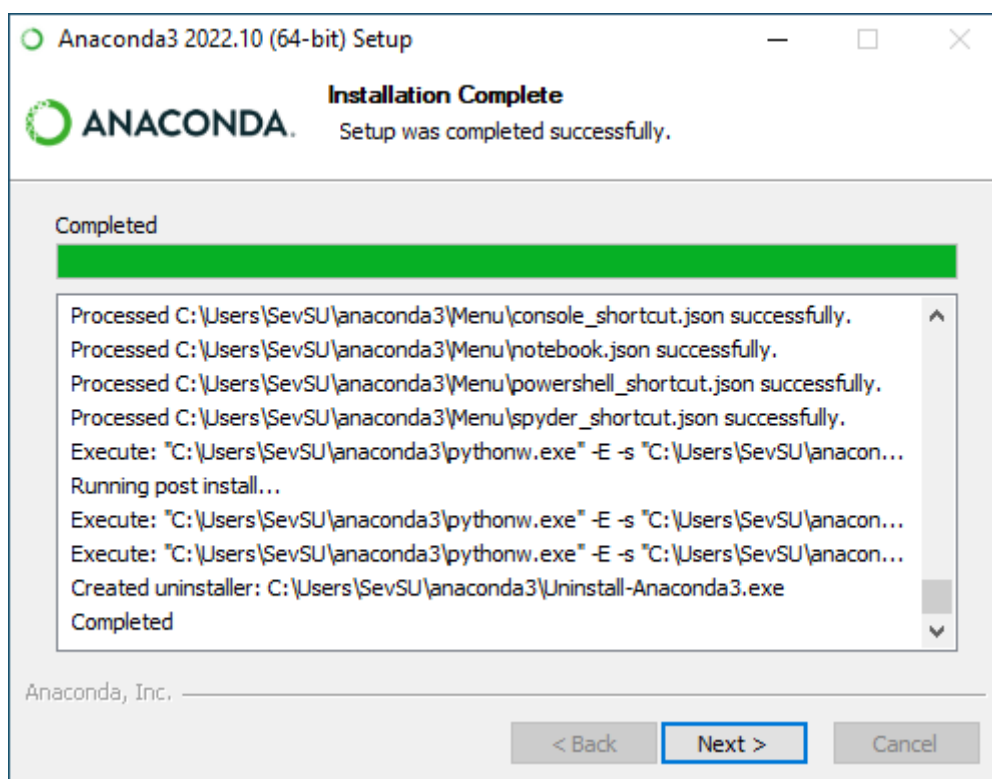 Anaconda3 2022.10 (64-bit) Setup
ANACONDA.
Installation Complete
Setup was completed successfully.
Completed
Processed C:\Users\SevSU\anaconda3\Menu\console_shortcut.json successfully.
Processed C:\Users\SevSU\anaconda3\Menu\notebook.json successfully.
Processed C:\Users\SevSU\anaconda3\Menu\powershell_shortcut.json successfully.
Processed C:\Users\SevSU\anaconda3\Menu\spyder_shortcut.json successfully.
Execute: "C:\Users\SevSU\anaconda3\pythonw.exe" -E -s "C:\Users\SevSU\anacon...
Running post install...
Execute: "C:\Users\SevSU\anaconda3\pythonw.exe" -E -s "C:\Users\SevSU\anacon...
Execute: "C:\Users\SevSU\anaconda3\pythonw.exe" -E -s "C:\Users\SevSU\anacon...
Created uninstaller: C:\Users\SevSU\anaconda3\Uninstall-Anaconda3.exe
Completed
Anaconda, Inc.
< Back
Next >
Cancel